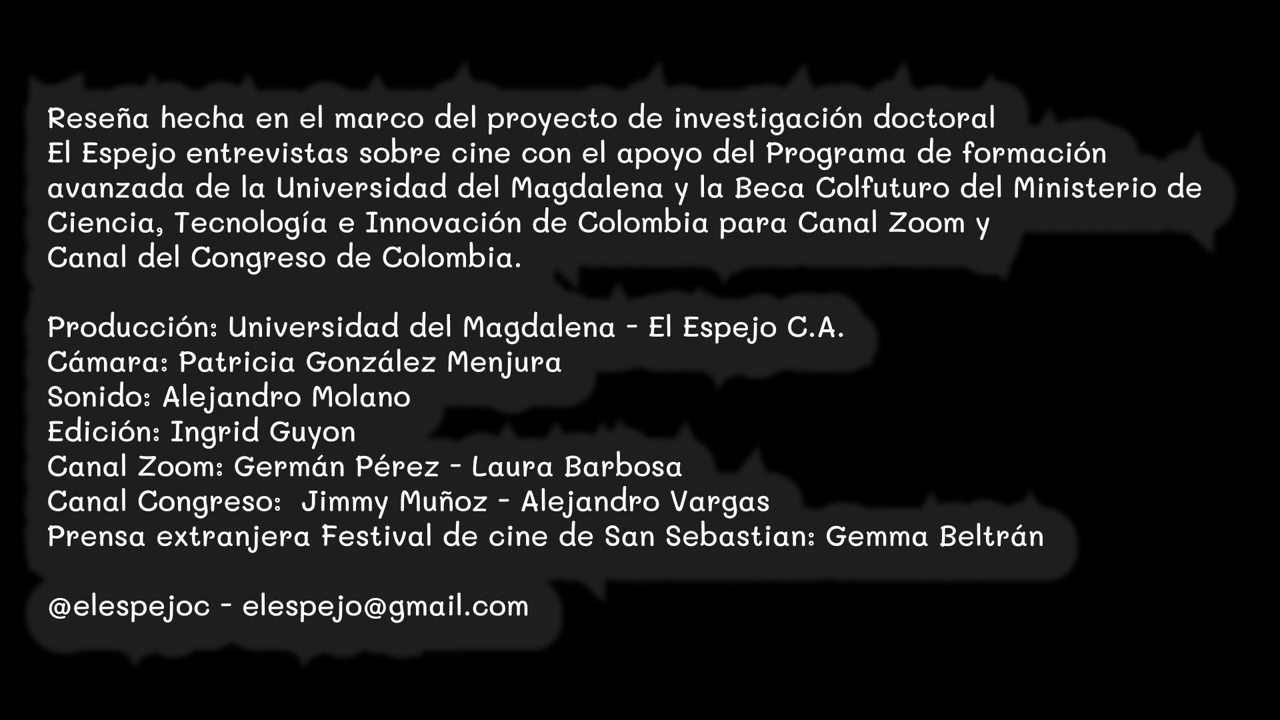 Reseña hecha en el marco del proyecto de investigación doctoral
El Espejo entrevistas sobre cine con el apoyo del Programa de formación
avanzada de la Universidad del Magdalena y la Beca Colfuturo del Ministerio de
Ciencia, Tecnología e Innovación de Colombia para Canal Zoom y
Canal del Congreso de Colombia.
Producción: Universidad del Magdalena - El Espejo C.A.
Cámara: Patricia González Menjura
Sonido: Alejandro Molano
Edición: Ingrid Guyon
Canal Zoom: Germán Pérez - Laura Barbosa
Canal Congreso: Jimmy Muñoz - Alejandro Vargas
Prensa extranjera Festival de cine de San Sebastian: Gemma Beltrán
@elespejoc - elespejo@gmail.com